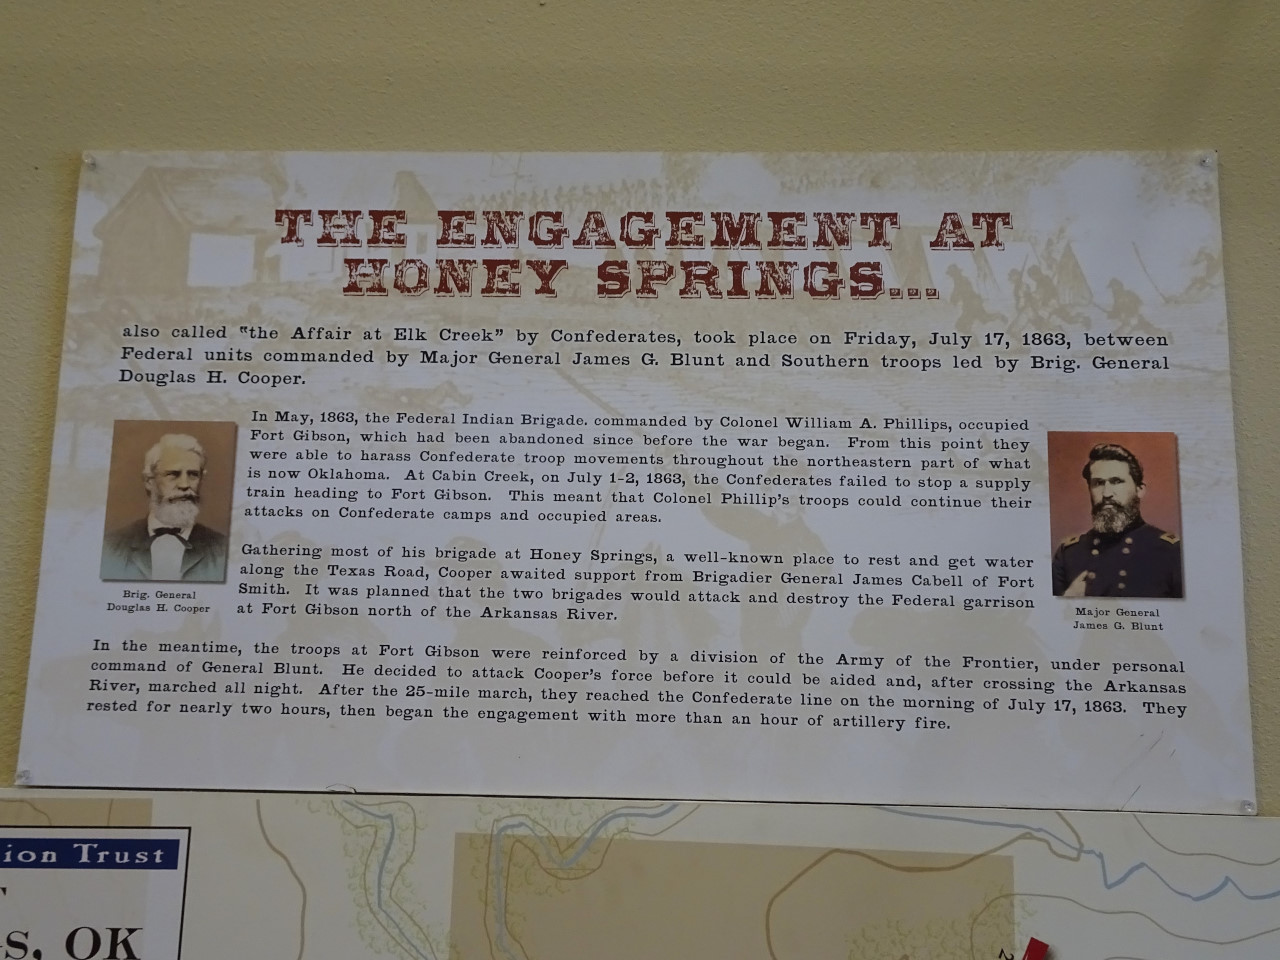 THE ENGAGEMENT AT
HONEY SPRINGS...
also called "the Affair at Elk Creek" by Confederates, took place on Friday, July 17, 1863, between
Federal units commanded by Major General James G. Blunt and Southern troops led by Brig. General
Douglas H. Cooper.
In May, 1863, the Federal Indian Brigade. commanded by Colonel William A. Phillips, occupied
Fort Gibson, which had been abandoned since before the war began. From this point they
were able to harass Confederate troop movements throughout the northeastern part of what
is now Oklahoma. At Cabin Creek, on July 1-2, 1863, the Confederates failed to stop a supply
train heading to Fort Gibson. This meant that Colonel Phillip's troops could continue their
attacks on Confederate camps and occupied areas.
Gathering most of his brigade at Honey Springs, a well-known place to rest and get water
along the Texas Road, Cooper awaited support from Brigadier General James Cabell of Fort
Smith. It was planned that the two brigades would attack and destroy the Federal garrison
at Fort Gibson north of the Arkansas River.
Brig. General
Douglas H. Cooper
Major General
James G. Blunt
In the meantime, the troops at Fort Gibson were reinforced by a division of the Army of the Frontier, under personal
command of General Blunt. He decided to attack Cooper's force before it could be aided and, after crossing the Arkansas
River, marched all night. After the 25-mile march, they reached the Confederate line on the morning of July 17, 1863. They
rested for nearly two hours, then began the engagement with more than an hour of artillery fire.
ion Trust
s, OK
2